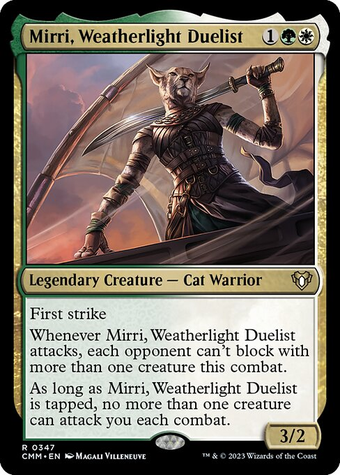 Mirri, Weatherlight Duelist 1
Legendary Creature — Cat Warrior
First strike
Whenever Mirri, Weatherlight Duelist
attacks, each opponent can't block with
more than one creature this combat.
As long as Mirri, Weatherlight Duelist
is tapped, no more than one creature
can attack you each combat.
3/2
R 0347
CMM • EN MAGALI VILLENEUVE
™ & © 2023 Wizards of the Coast